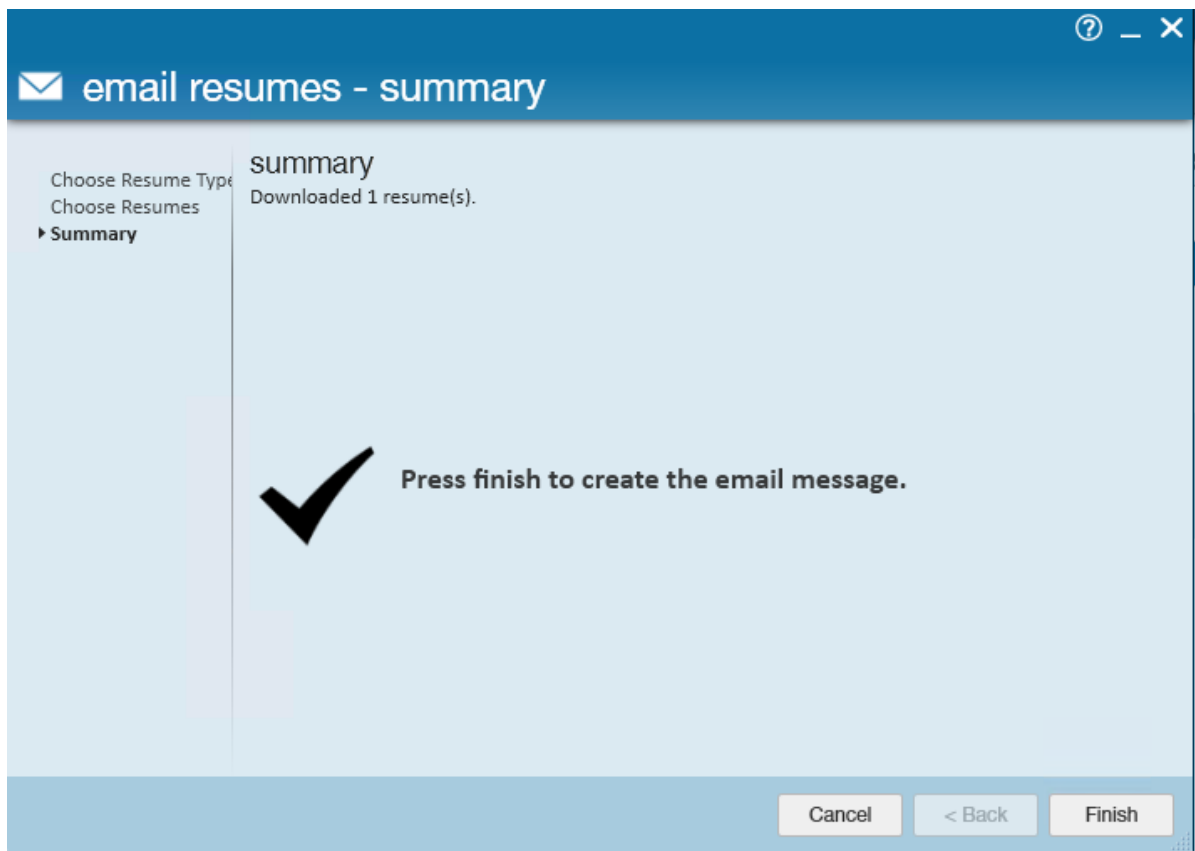 email resumes - summary
Choose Resume Type
Choose Resumes
Summary
summary
Downloaded 1 resume(s).
Press finish to create the email message.
Cancel
< Back
Finish